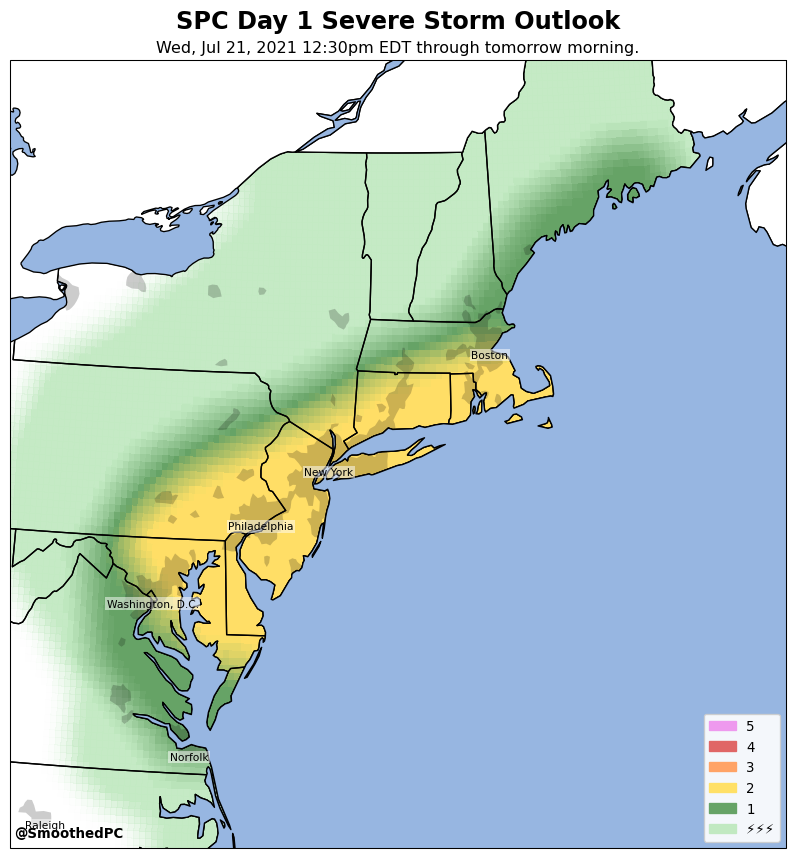 SPC Day 1 Severe Storm Outlook
Wed, Jul 21, 2021 12:30pm EDT through tomorrow morning.
Boston
New York
Philadelphia
Washington, D.C.
Norfolk
Raleigh
@SmoothedPC
5
4
3
2
1
⚡⚡⚡